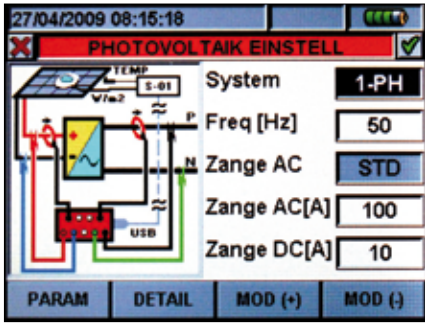 27/04/2009 08:15:18
PHOTOVOLTAIK EINSTELL
TEMP
S-01
W/m2
P
N
USB
System 1-PH
Freq [Hz] 50
Zange AC STD
Zange AC[A] 100
Zange DC[A] 10
PARAM DETAIL MOD (+) MOD (-)